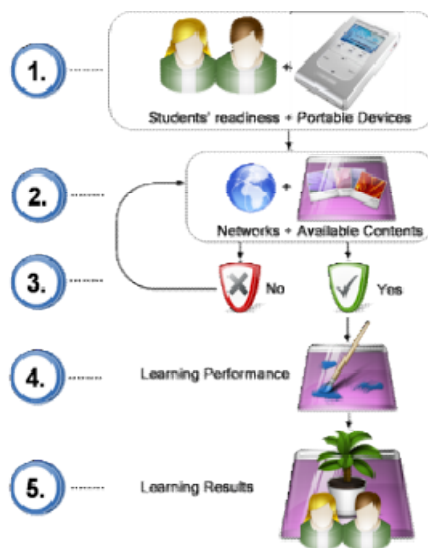 1.
Students' readiness + Portable Devices
2.
Networks + Available Contents
3.
No
Yes
4.
Learning Performance
5.
Learning Results